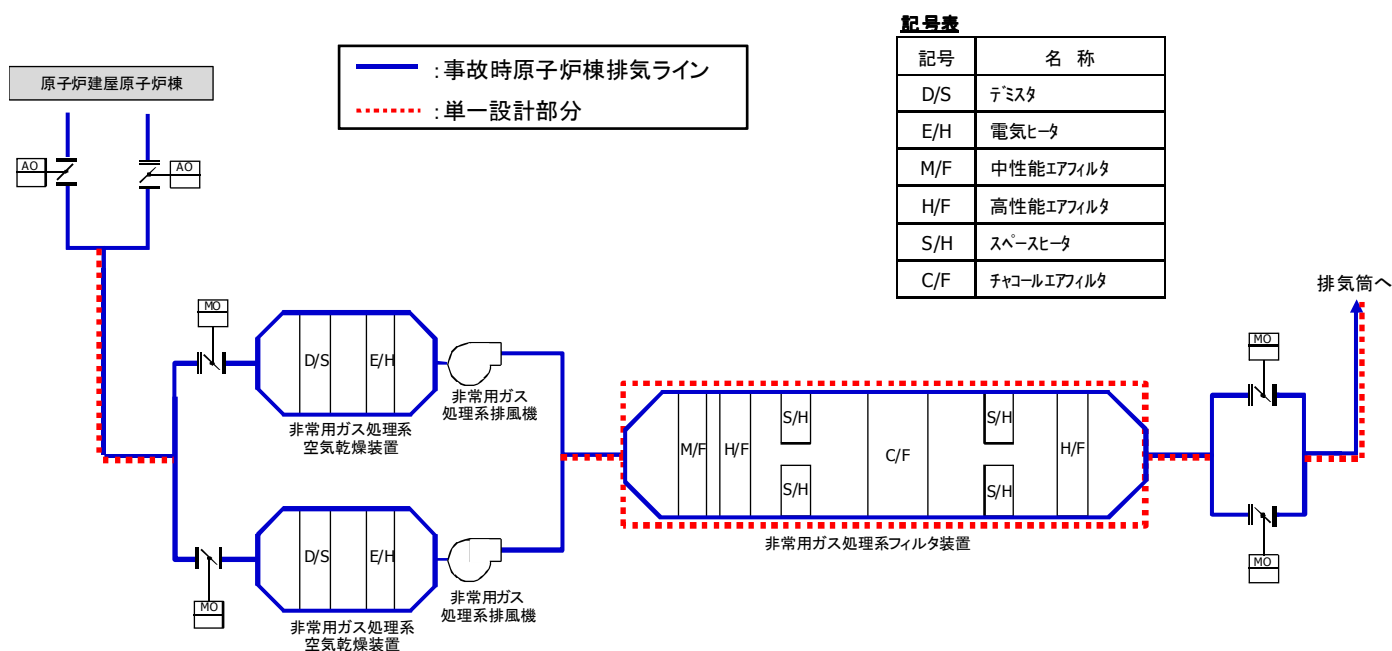 記号表
記号 名 称
D/S デミスタ
E/H 電気ヒータ
M/F 中性能エアフィルタ
H/F 高性能エアフィルタ
S/H スペースヒータ
C/F チャコールエアフィルタ
:事故時原子炉棟排気ライン
:単一設計部分
原子炉建屋原子炉棟
AO
AO
排気筒へ
MO
D/S
E/H
非常用ガス
処理系排風機
非常用ガス処理系
空気乾燥装置
MO
D/S
E/H
非常用ガス
処理系排風機
非常用ガス処理系
空気乾燥装置
M/F
H/F
S/H
S/H
C/F
S/H
S/H
H/F
非常用ガス処理系フィルタ装置
MO
MO